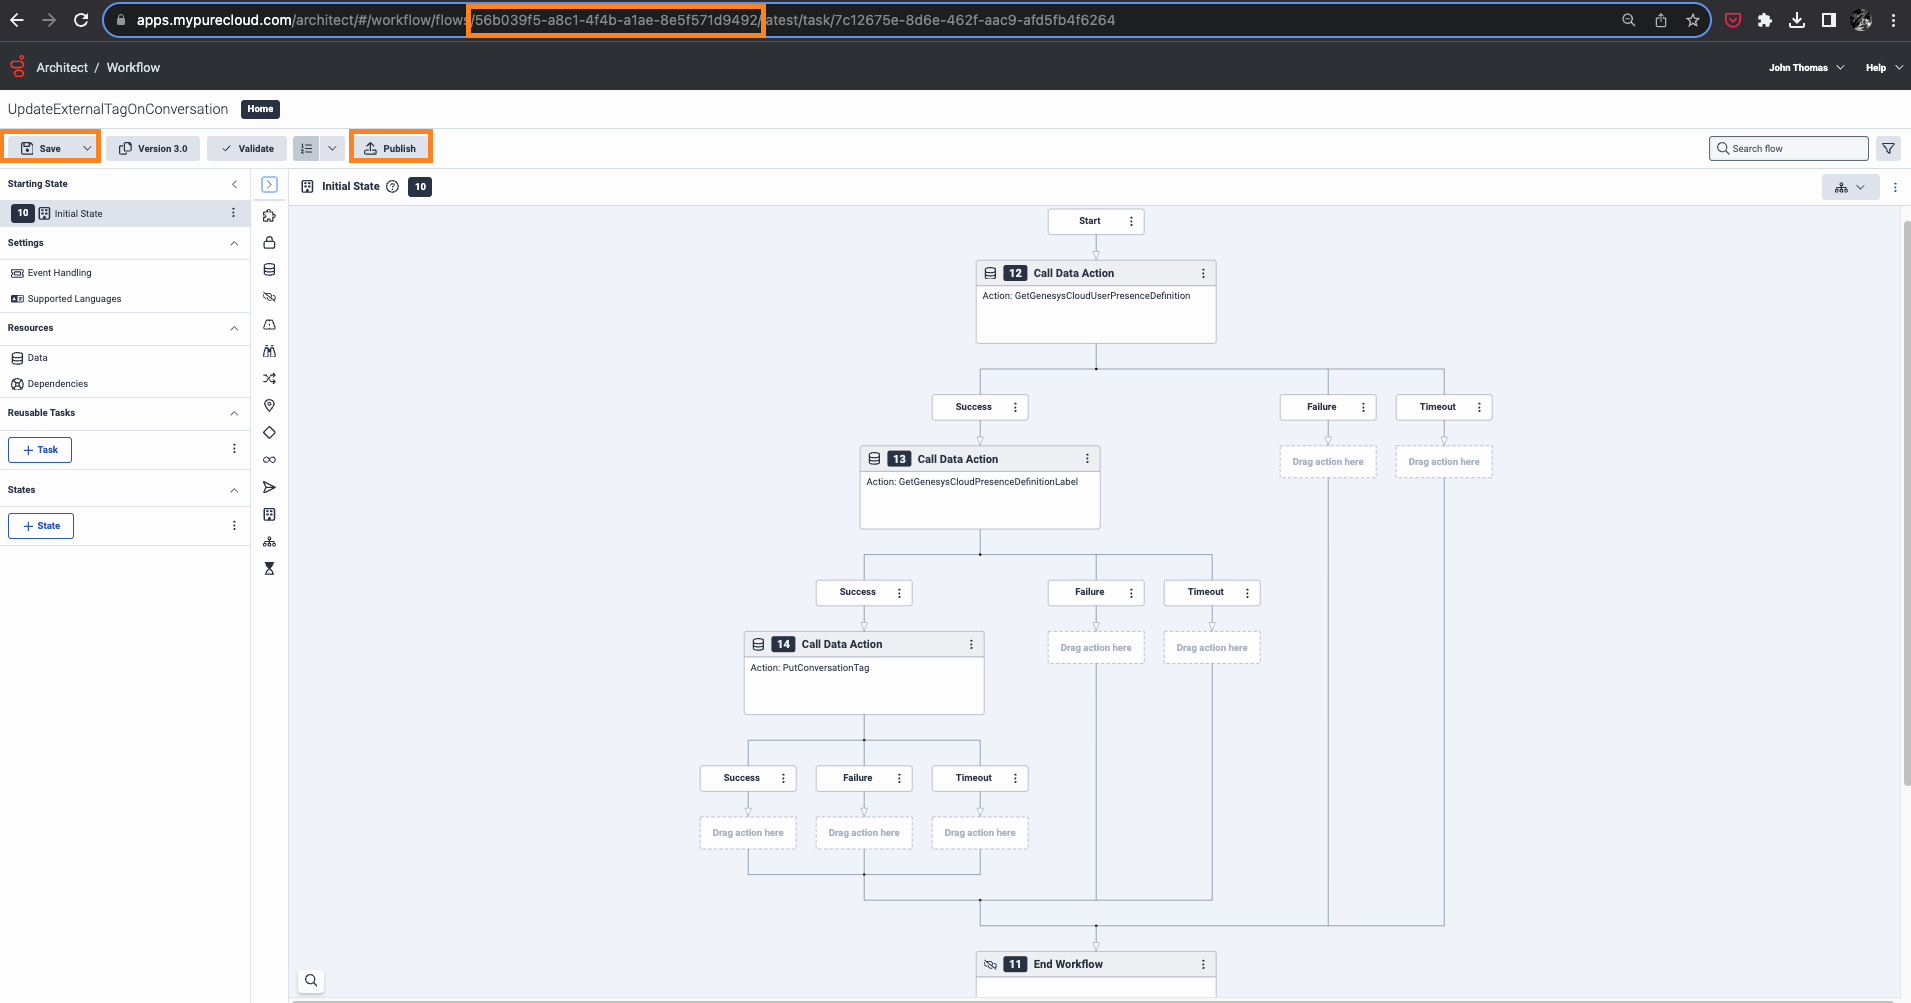 apps.mypurecloud.com/architect/#/workflow/flows/56b039f5-a8c1-4f4b-a1ae-8e5f571d9492/latest/task/7c12675e-8d6e-462f-aac9-afd5fb4f6264
Architect / Workflow
John Thomas
Help
UpdateExternalTagOnConversation
Home
Save
Version 3.0
Validate
Publish
Search flow
Starting State
10 Initial State
Settings
Event Handling
Supported Languages
Resources
Data
Dependencies
Reusable Tasks
+ Task
States
+ State
Initial State ? 10
Start
12 Call Data Action
Action: GetGenesysCloudUserPresenceDefinition
Success
Failure
Timeout
13 Call Data Action
Action: GetGenesysCloudPresenceDefinitionLabel
Drag action here
Drag action here
Success
Failure
Timeout
14 Call Data Action
Action: PutConversationTag
Drag action here
Drag action here
Success
Failure
Timeout
Drag action here
Drag action here
Drag action here
11 End Workflow